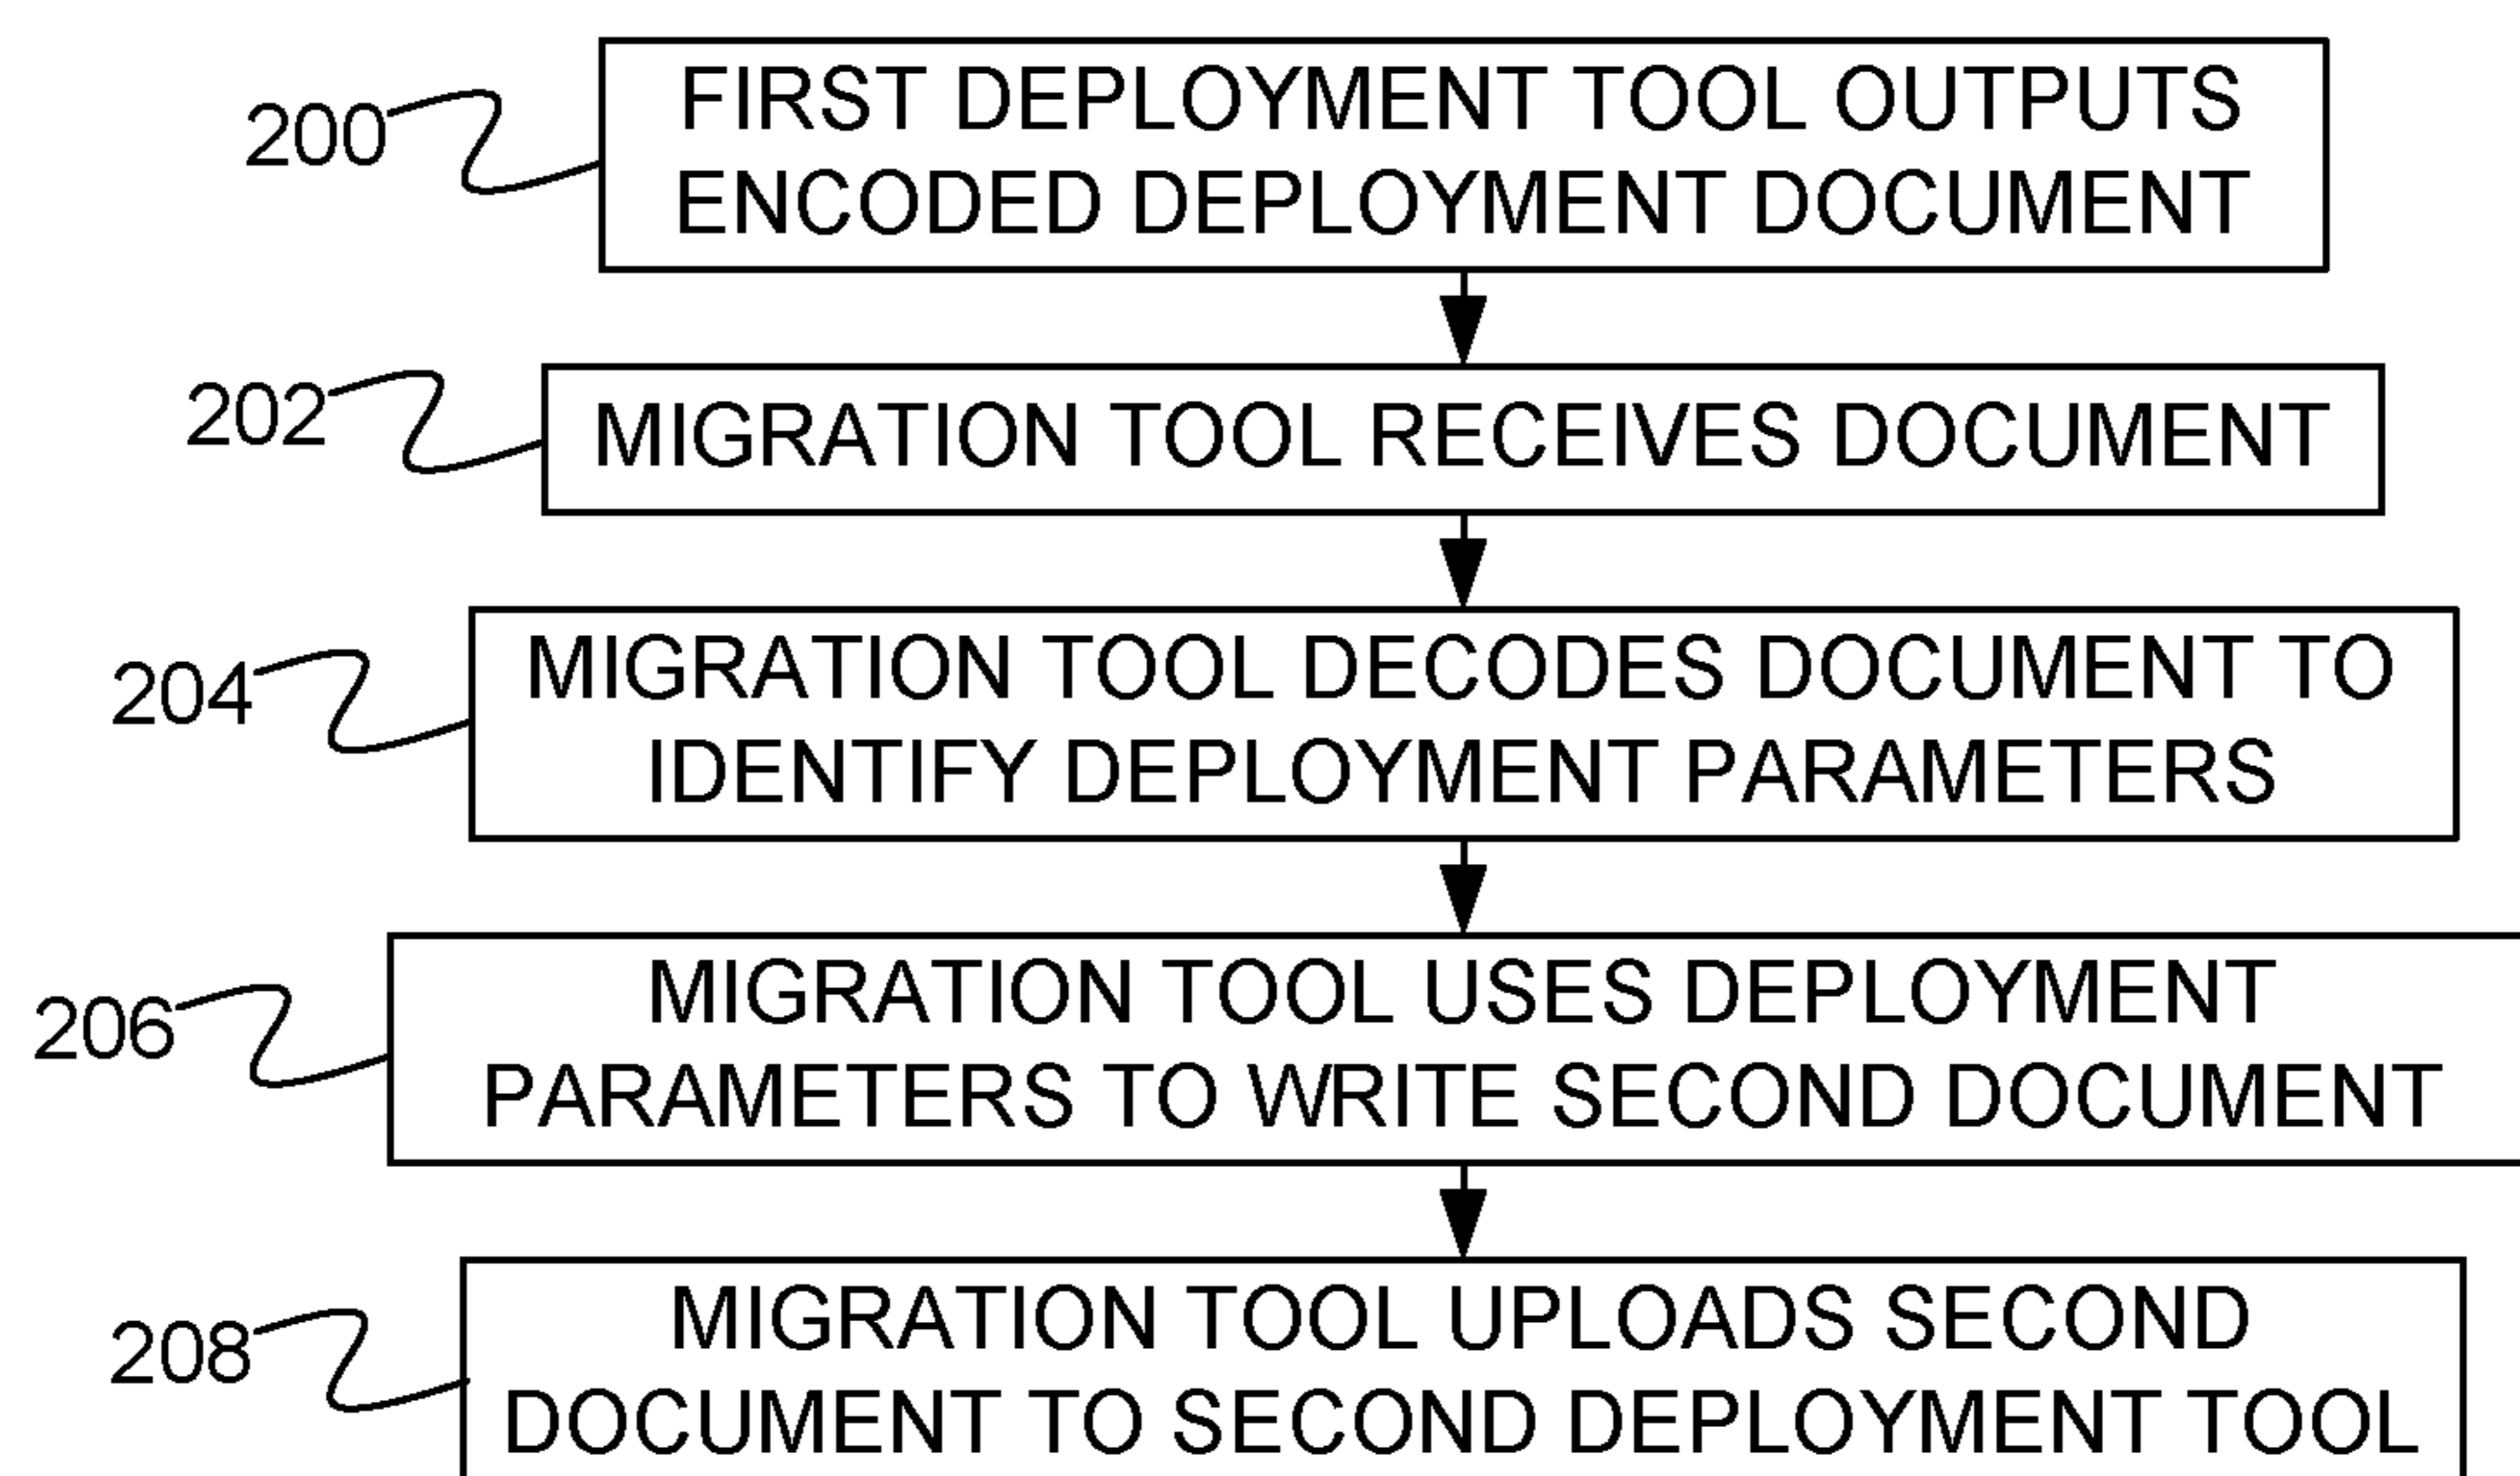 200
FIRST DEPLOYMENT TOOL OUTPUTS
ENCODED DEPLOYMENT DOCUMENT
202
MIGRATION TOOL RECEIVES DOCUMENT
204
MIGRATION TOOL DECODES DOCUMENT TO
IDENTIFY DEPLOYMENT PARAMETERS
206
MIGRATION TOOL USES DEPLOYMENT
PARAMETERS TO WRITE SECOND DOCUMENT
208
MIGRATION TOOL UPLOADS SECOND
DOCUMENT TO SECOND DEPLOYMENT TOOL